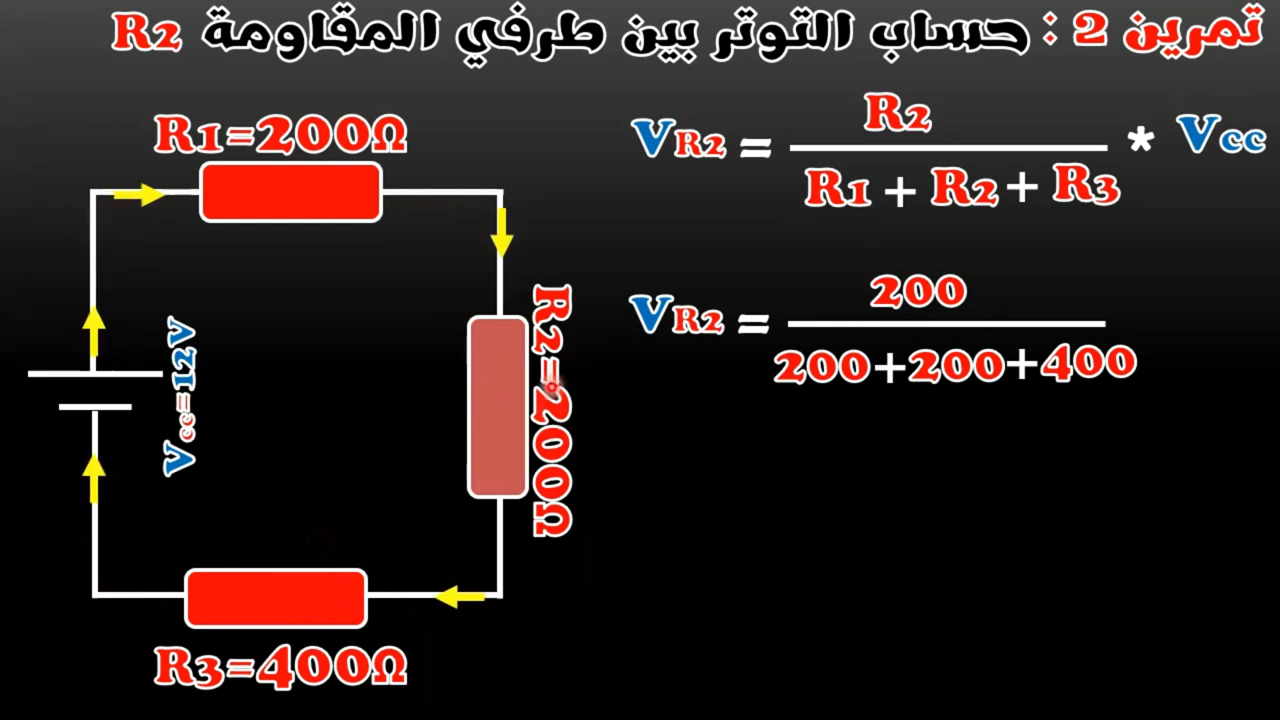 تمرين 2 : حساب التوتر بين طرفي المقاومة R2
R1=200Ω
VR2 = R2 / R1 + R2 + R3 * Vcc
Vcc=12V
R2=200Ω
VR2 = 200 / 200+200+400
R3=400Ω